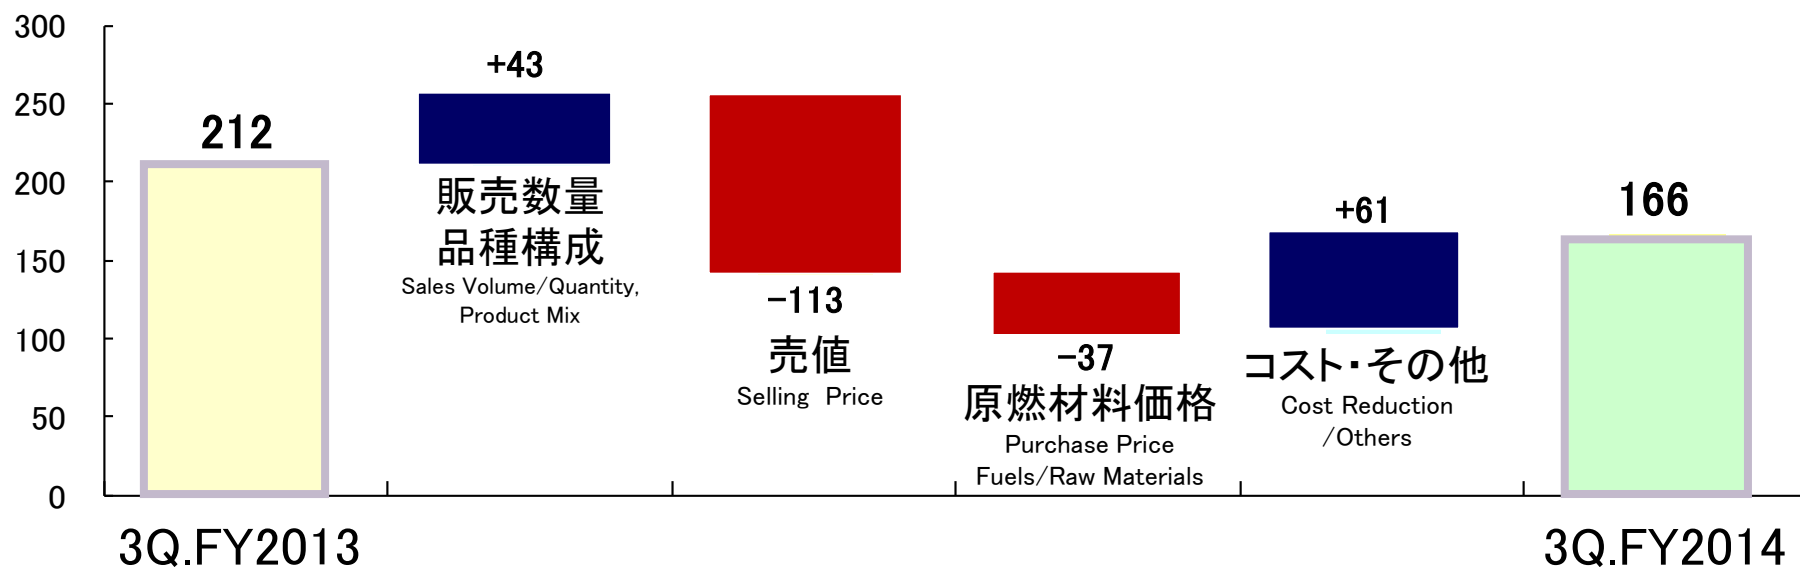 300
250
200
150
100
50
0
212
+43
販売数量
品種構成
Sales Volume/Quantity,
Product Mix
−113
売値
Selling Price
−37
原燃材料価格
Purchase Price
Fuels/Raw Materials
+61
コスト・その他
Cost Reduction
/Others
166
3Q.FY2013
3Q.FY2014